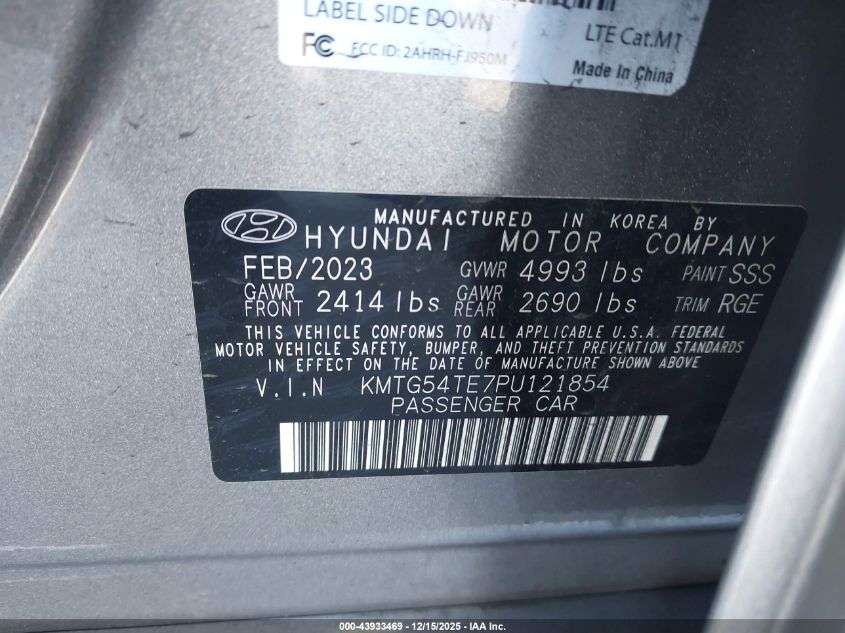 LABEL SIDE DOWN
LTE Cat.M1
FC FCC ID: 2AHRH-FJ950M
Made In China
MANUFACTURED IN KOREA BY
HYUNDAI MOTOR COMPANY
FEB/2023 GVWR 4993 lbs PAINT SSS
GAWR FRONT 2414 lbs GAWR REAR 2690 lbs TRIM RGE
THIS VEHICLE CONFORMS TO ALL APPLICABLE U.S.A. FEDERAL
MOTOR VEHICLE SAFETY, BUMPER, AND THEFT PREVENTION STANDARDS
IN EFFECT ON THE DATE OF MANUFACTURE SHOWN ABOVE
V.I.N KMTG54TE7PU121854
PASSENGER CAR
000-43933469 - 12/15/2025 - IAA Inc.